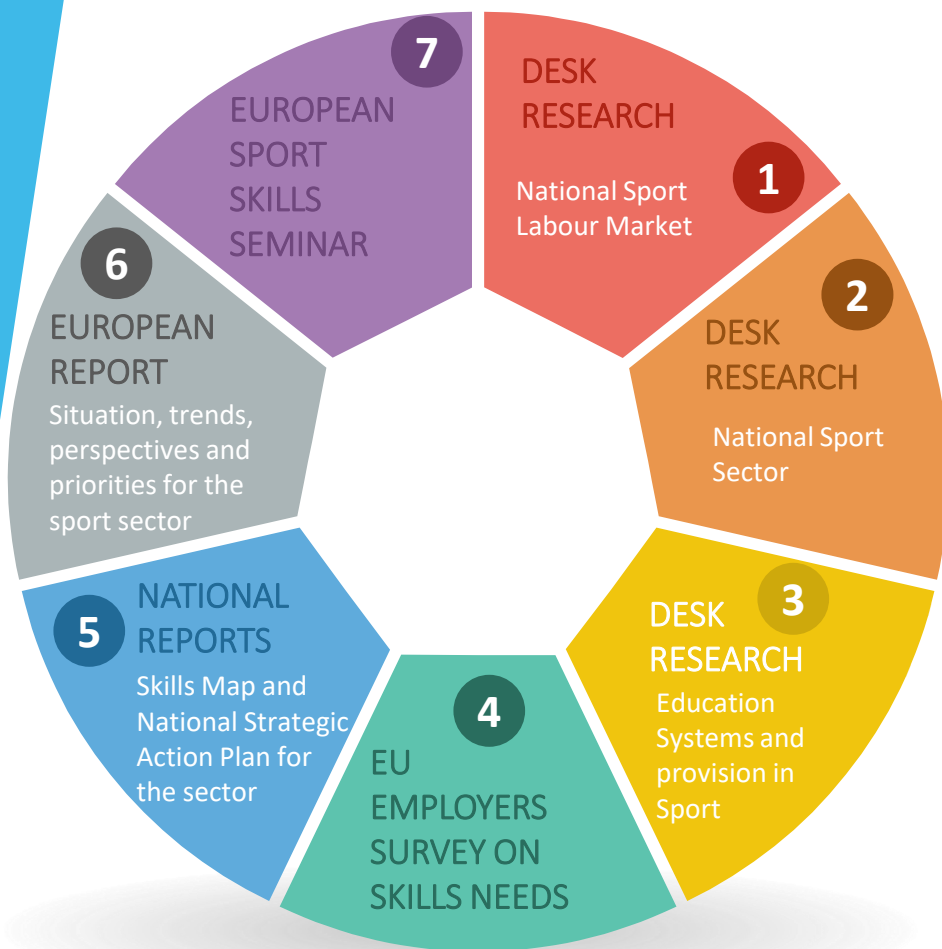 1
DESK
RESEARCH
National Sport
Labour Market
2
DESK
RESEARCH
National Sport
Sector
3
DESK
RESEARCH
Education
Systems and
provision in
Sport
4
EU
EMPLOYERS
SURVEY ON
SKILLS NEEDS
5
NATIONAL
REPORTS
Skills Map and
National Strategic
Action Plan for
the sector
6
EUROPEAN
REPORT
Situation, trends,
perspectives and
priorities for the
sport sector
7
EUROPEAN
SPORT
SKILLS
SEMINAR